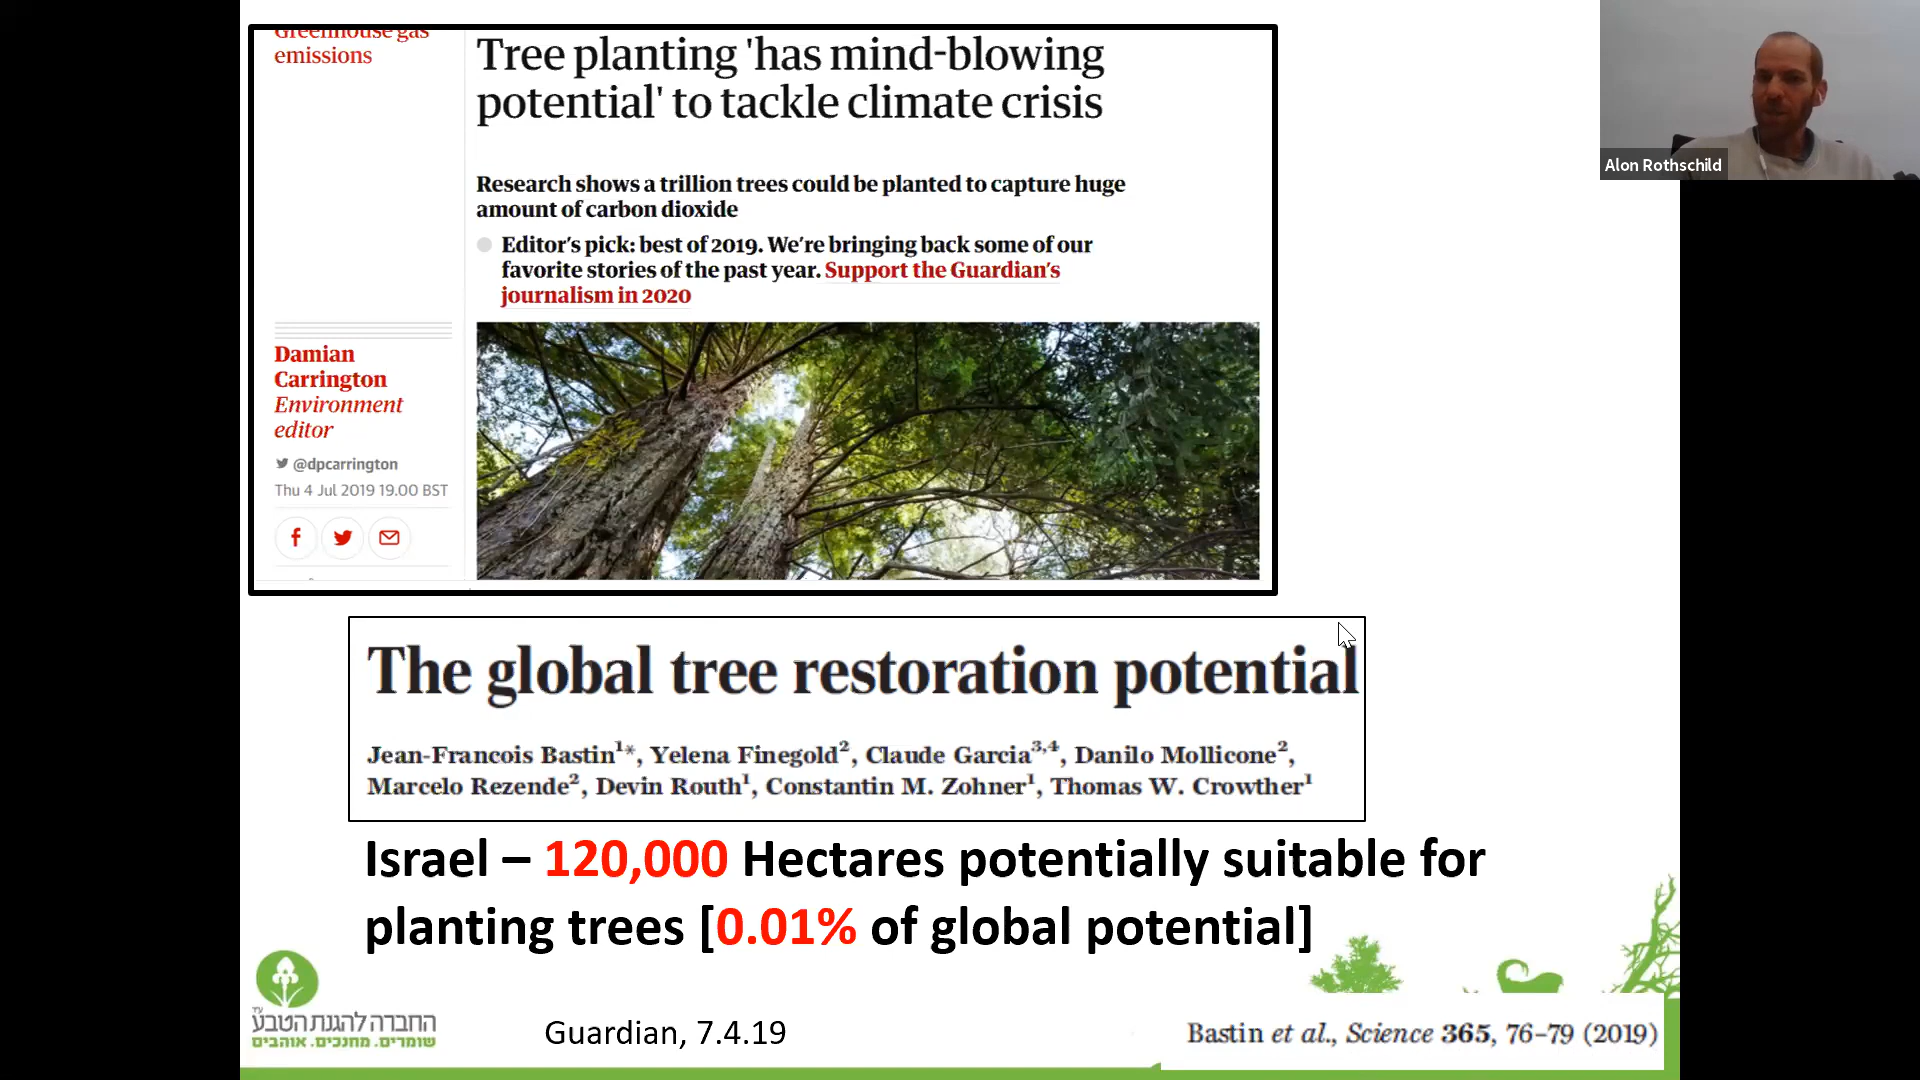 Greenhouse gas
emissions
Tree planting 'has mind-blowing
potential' to tackle climate crisis
Research shows a trillion trees could be planted to capture huge
amount of carbon dioxide
Editor's pick: best of 2019. We're bringing back some of our
favorite stories of the past year. Support the Guardian's
journalism in 2020
Damian
Carrington
Environment
editor
@dpcarrington
Thu 4 Jul 2019 19.00 BST
Alon Rothschild
The global tree restoration potential
Jean-Francois Bastin1*, Yelena Finegold2, Claude Garcia3,4, Danilo Mollicone2,
Marcelo Rezende2, Devin Routh1, Constantin M. Zohner1, Thomas W. Crowther1
Israel – 120,000 Hectares potentially suitable for
planting trees [0.01% of global potential]
החברה להגנת הטבע ע"ר
שומרים. מחנכים. אוהבים
Guardian, 7.4.19
Bastin et al., Science 365, 76–79 (2019)